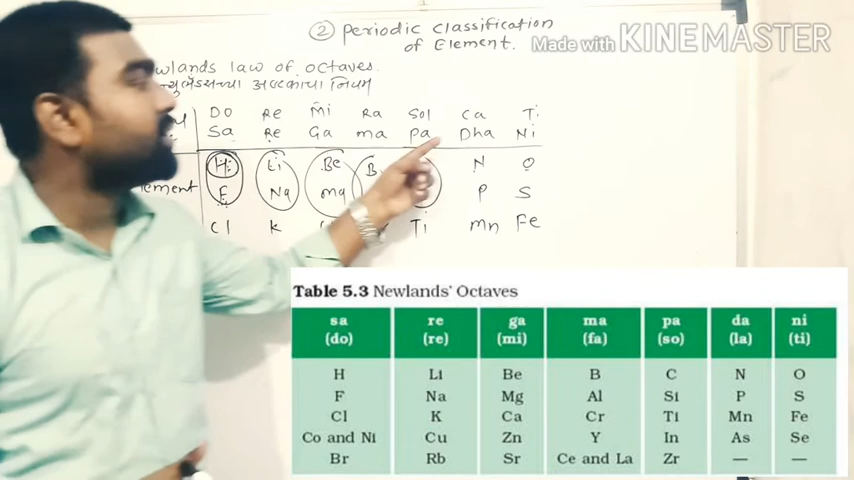 ② Periodic classification
of Element.
Made with KINEMASTER
wlands law of octaves.
न्युलँडसच्या अष्टकाचा नियम
Do Re Mi Ra Sol Ca Ti
Sa Re Ga ma Pa Dha Ni
ement H Li Be B N O
F Na Mg P S
Cl K Ti Mn Fe
Table 5.3 Newlands' Octaves
sa re ga ma pa da ni
(do) (re) (mi) (fa) (so) (la) (ti)
H Li Be B C N O
F Na Mg Al Si P S
Cl K Ca Cr Ti Mn Fe
Co and Ni Cu Zn Y In As Se
Br Rb Sr Ce and La Zr — —